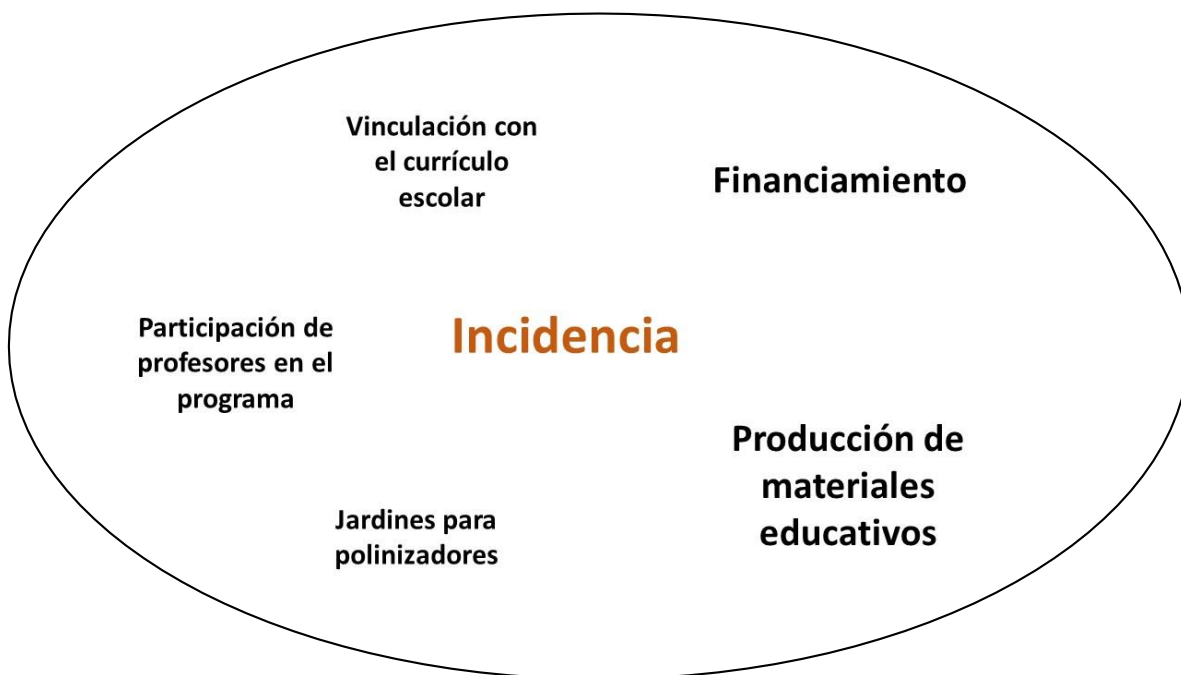 Vinculación con
el currículo
escolar
Financiamiento
Participación de
profesores en el
programa
Incidencia
Producción de
materiales
educativos
Jardines para
polinizadores